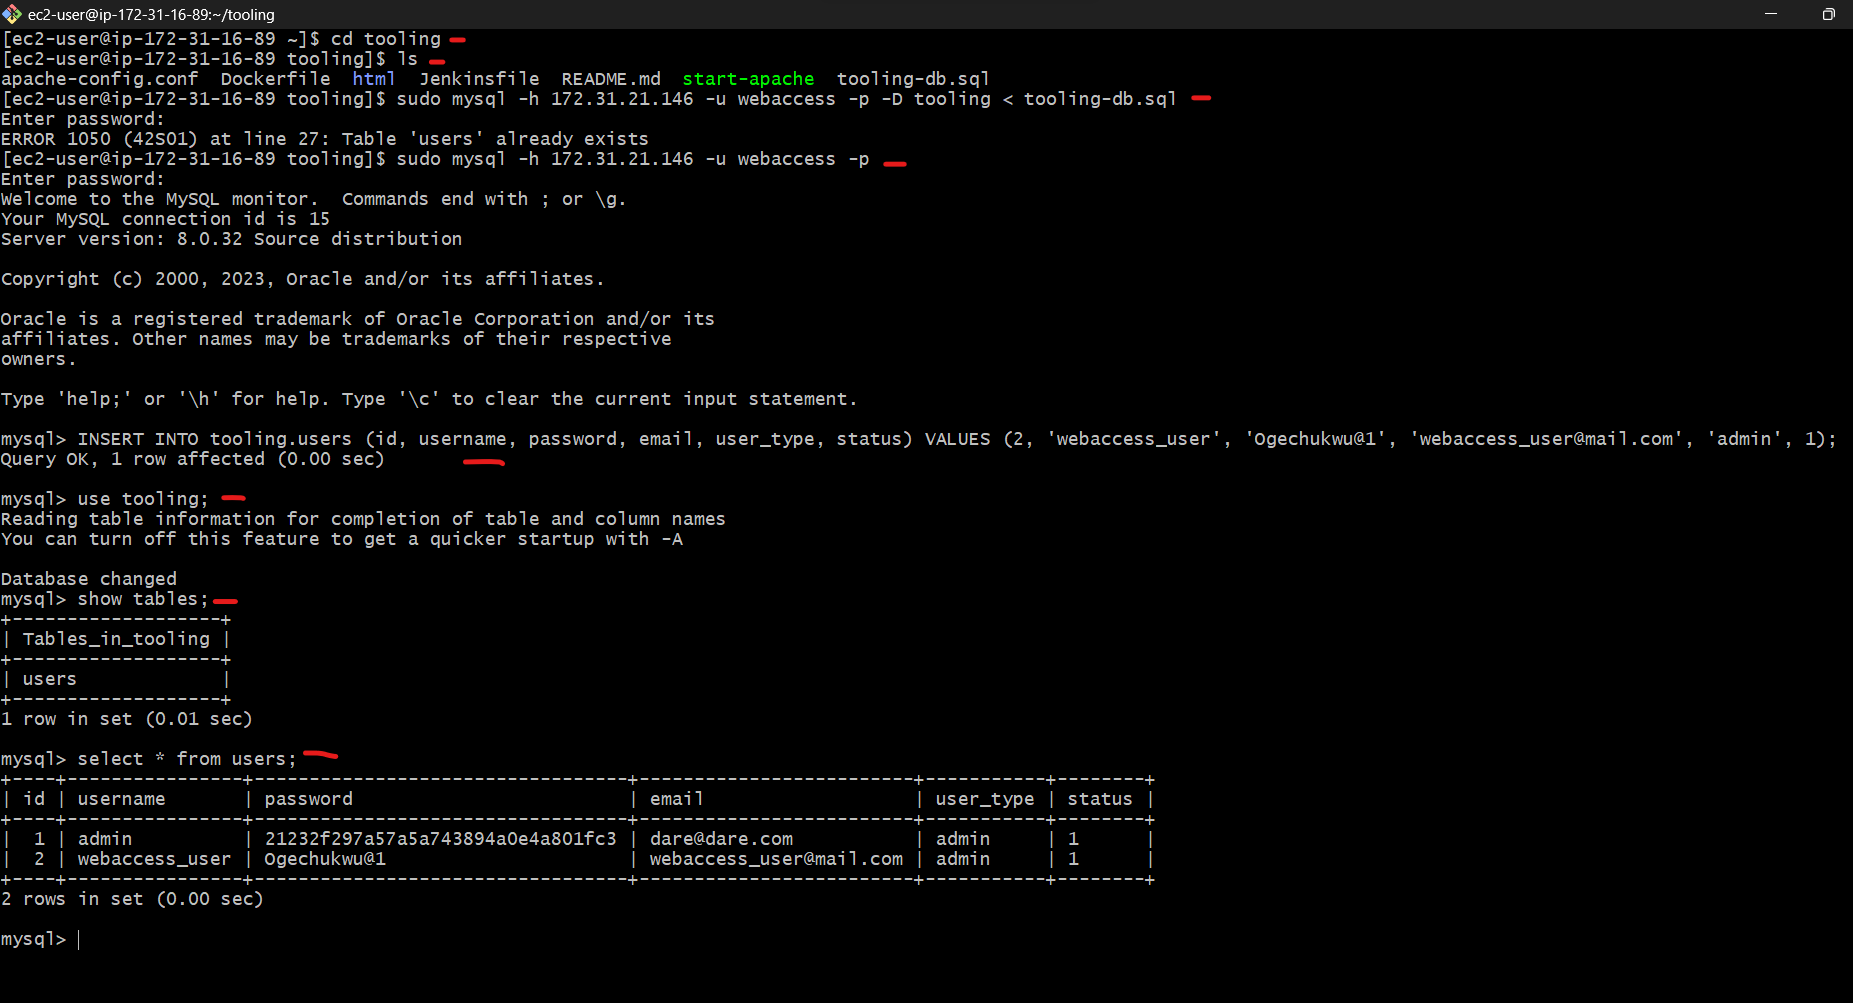 ec2-user@ip-172-31-16-89:~/tooling
[ec2-user@ip-172-31-16-89 ~]$ cd tooling
[ec2-user@ip-172-31-16-89 tooling]$ ls
apache-config.conf  Dockerfile  html  Jenkinsfile  README.md  start-apache  tooling-db.sql
[ec2-user@ip-172-31-16-89 tooling]$ sudo mysql -h 172.31.21.146 -u webaccess -p -D tooling < tooling-db.sql
Enter password:
ERROR 1050 (42S01) at line 27: Table 'users' already exists
[ec2-user@ip-172-31-16-89 tooling]$ sudo mysql -h 172.31.21.146 -u webaccess -p
Enter password:
Welcome to the MySQL monitor.  Commands end with ; or \g.
Your MySQL connection id is 15
Server version: 8.0.32 Source distribution

Copyright (c) 2000, 2023, Oracle and/or its affiliates.

Oracle is a registered trademark of Oracle Corporation and/or its
affiliates. Other names may be trademarks of their respective
owners.

Type 'help;' or '\h' for help. Type '\c' to clear the current input statement.

mysql> INSERT INTO tooling.users (id, username, password, email, user_type, status) VALUES (2, 'webaccess_user', 'Ogechukwu@1', 'webaccess_user@mail.com', 'admin', 1);
Query OK, 1 row affected (0.00 sec)

mysql> use tooling;
Reading table information for completion of table and column names
You can turn off this feature to get a quicker startup with -A

Database changed
mysql> show tables;
+-------------------+
| Tables_in_tooling |
+-------------------+
| users             |
+-------------------+
1 row in set (0.01 sec)

mysql> select * from users;
+----+----------------+----------------------------------+-------------------------+-----------+--------+
| id | username       | password                         | email                   | user_type | status |
+----+----------------+----------------------------------+-------------------------+-----------+--------+
|  1 | admin          | 21232f297a57a5a743894a0e4a801fc3 | dare@dare.com           | admin     | 1      |
|  2 | webaccess_user | Ogechukwu@1                      | webaccess_user@mail.com | admin     | 1      |
+----+----------------+----------------------------------+-------------------------+-----------+--------+
2 rows in set (0.00 sec)

mysql>